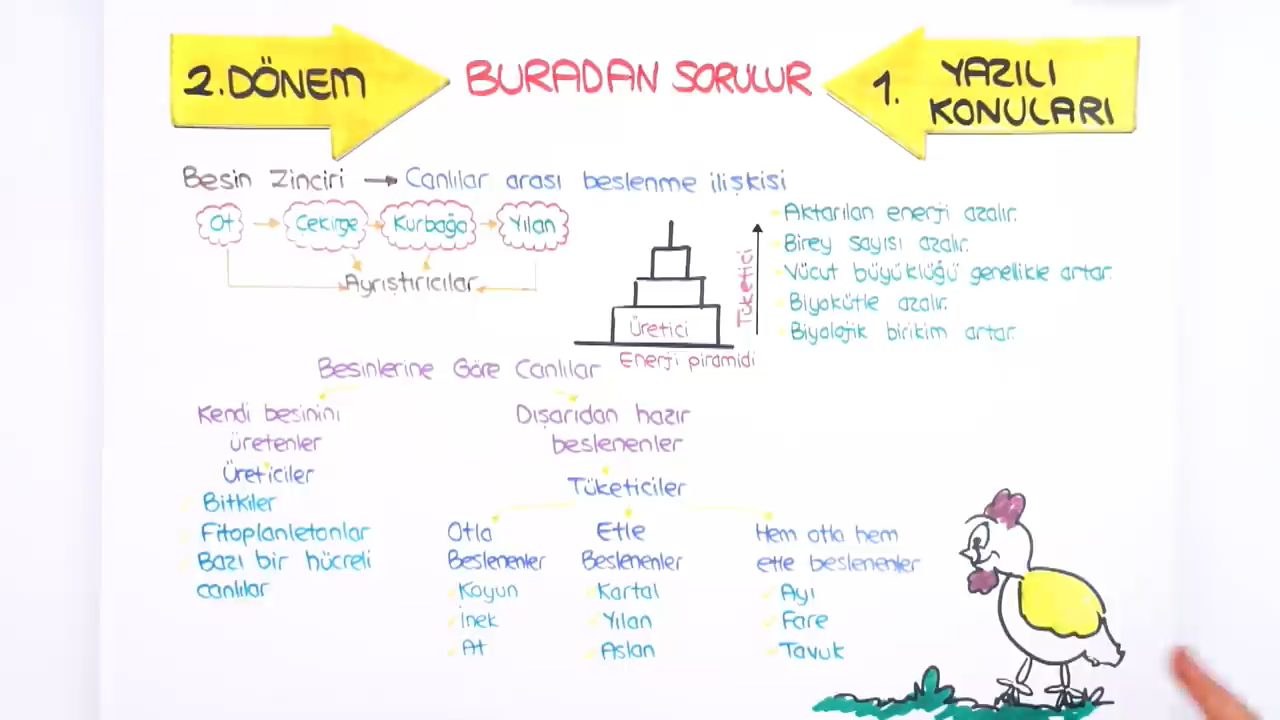 2.DÖNEM
BURADAN SORULUR
1. YAZILI
KONULARI
Besin Zinciri → Canlılar arası beslenme ilişkisi
Ot → Çekirge → Kurbağa → Yılan
Ayrıştırıcılar
Üretici
Enerji piramidi
Tüketici
Aktarılan enerji azalır.
Birey sayısı azalır.
Vücut büyüklüğü genellikle artar.
Biyokütle azalır.
Biyolojik birikim artar.
Besinlerine Göre Canlılar
Kendi besinini
üretenler
Üreticiler
Bitkiler
Fitoplanletonlar
Bazı bir hücreli
canlılar
Dışarıdan hazır
beslenenler
Tüketiciler
Otla
Beslenenler
Koyun
İnek
At
Etle
Beslenenler
Kartal
Yılan
Aslan
Hem otla hem
etle beslenenler
Ayı
Fare
Tavuk